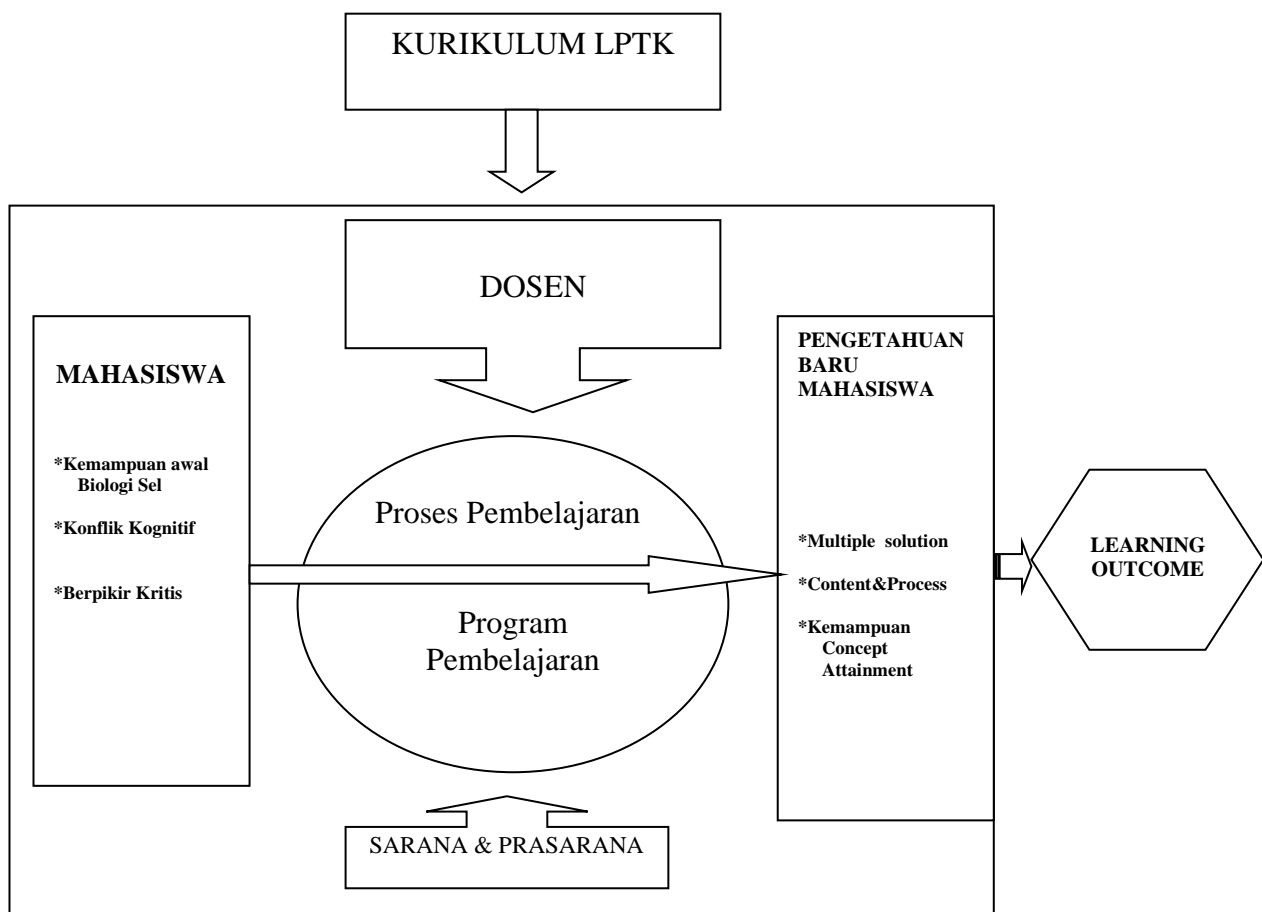 KURIKULUM LPTK
DOSEN
MAHASISWA
*Kemampuan awal
Biologi Sel
*Konflik Kognitif
*Berpikir Kritis
Proses Pembelajaran
Program
Pembelajaran
SARANA & PRASARANA
PENGETAHUAN
BARU
MAHASISWA
*Multiple solution
*Content&Process
*Kemampuan
Concept
Attainment
LEARNING
OUTCOME